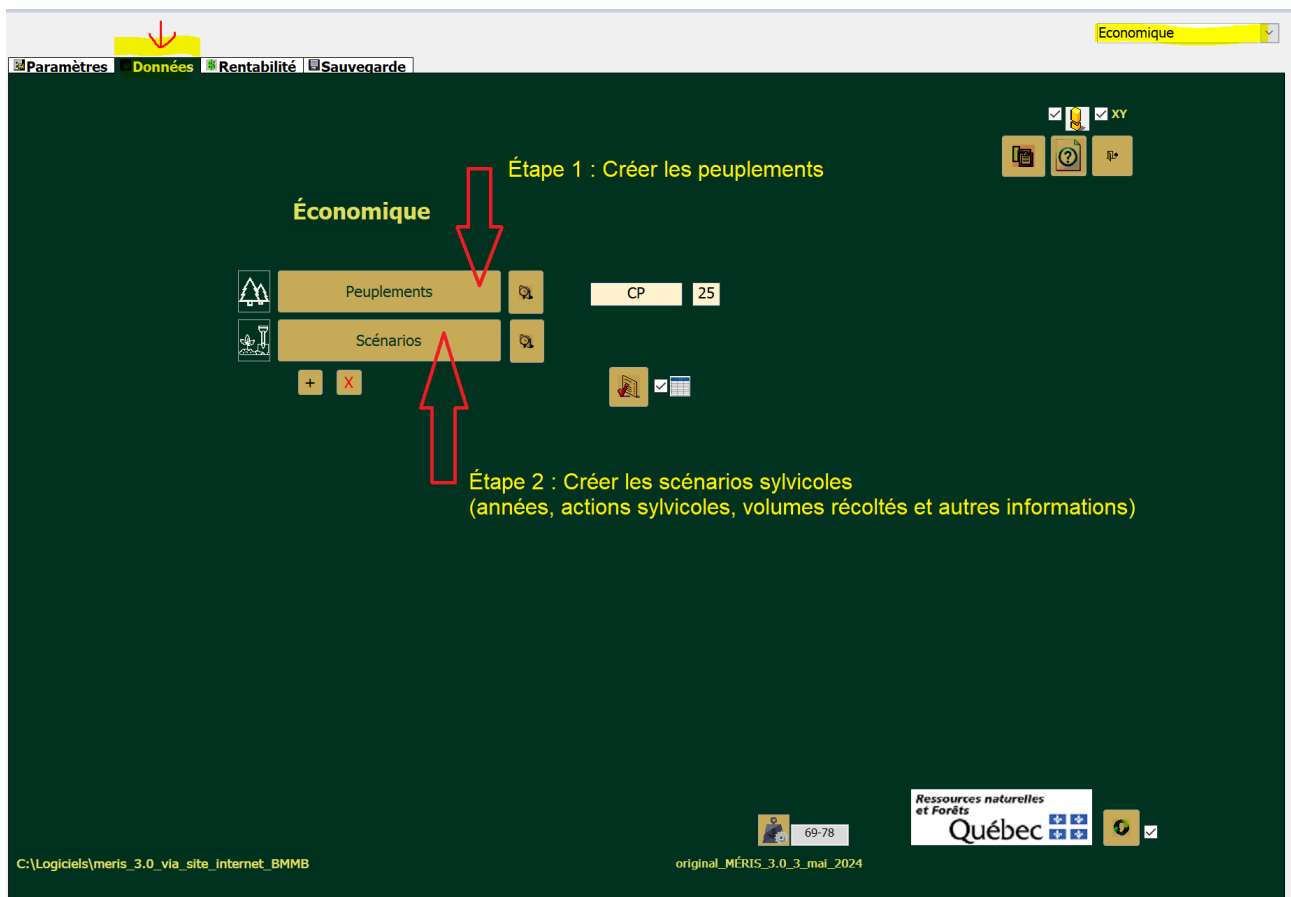 Economique
Paramètres Données Rentabilité Sauvegarde
XY
Étape 1 : Créer les peuplements
Économique
Peuplements
CP 25
Scénarios
+ X
Étape 2 : Créer les scénarios sylvicoles
(années, actions sylvicoles, volumes récoltés et autres informations)
Ressources naturelles
et Forêts
Québec
69-78
C:\Logiciels\meris_3.0_via_site_internet_BMMB
original_MÉRIS_3.0_3_mai_2024